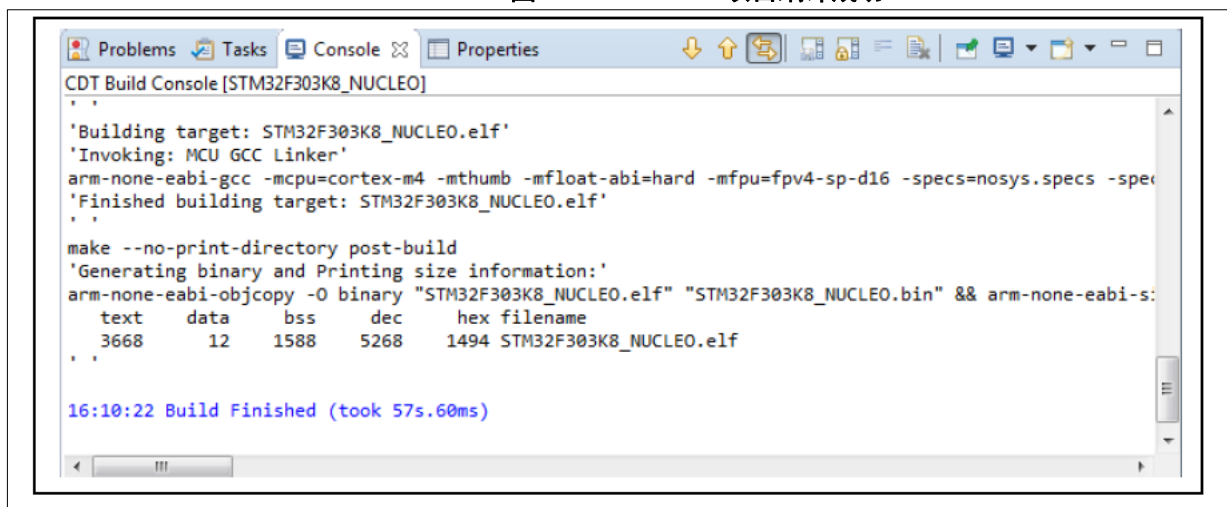 Problems Tasks Console Properties
CDT Build Console [STM32F303K8_NUCLEO]
' '
'Building target: STM32F303K8_NUCLEO.elf'
'Invoking: MCU GCC Linker'
arm-none-eabi-gcc -mcpu=cortex-m4 -mthumb -mfloat-abi=hard -mfpu=fpv4-sp-d16 -specs=nosys.specs
'Finished building target: STM32F303K8_NUCLEO.elf'
' '
make --no-print-directory post-build
'Generating binary and Printing size information:'
arm-none-eabi-objcopy -O binary "STM32F303K8_NUCLEO.elf" "STM32F303K8_NUCLEO.bin" && 
text data bss dec hex filename
3668 12 1588 5268 1494 STM32F303K8_NUCLEO.elf
' '
16:10:22 Build Finished (took 57s.60ms)